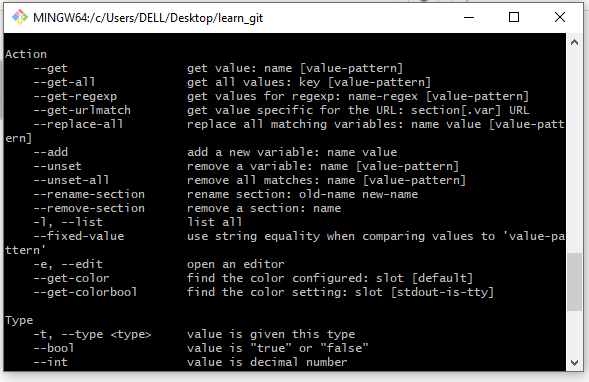 MINGW64:/c/Users/DELL/Desktop/learn_git
Action
--get get value: name [value-pattern]
--get-all get all values: key [value-pattern]
--get-regexp get values for regexp: name-regex [value-pattern]
--get-urlmatch get value specific for the URL: section[.var] URL
--replace-all replace all matching variables: name value [value-patt
ern]
--add add a new variable: name value
--unset remove a variable: name [value-pattern]
--unset-all remove all matches: name [value-pattern]
--rename-section rename section: old-name new-name
--remove-section remove a section: name
-l, --list list all
--fixed-value use string equality when comparing values to 'value-pa
ttern'
-e, --edit open an editor
--get-color find the color configured: slot [default]
--get-colorbool find the color setting: slot [stdout-is-tty]
Type
-t, --type <type> value is given this type
--bool value is "true" or "false"
--int value is decimal number